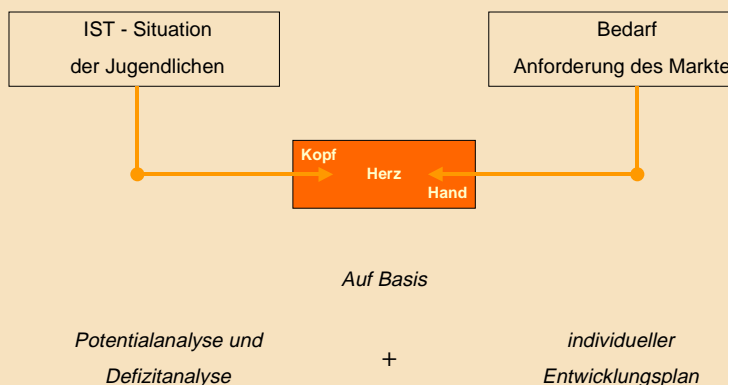 IST - Situation
der Jugendlichen
Bedarf
Anforderung des Markte
Kopf
Herz
Hand
Auf Basis
Potentialanalyse und
Defizitanalyse
+
individueller
Entwicklungsplan